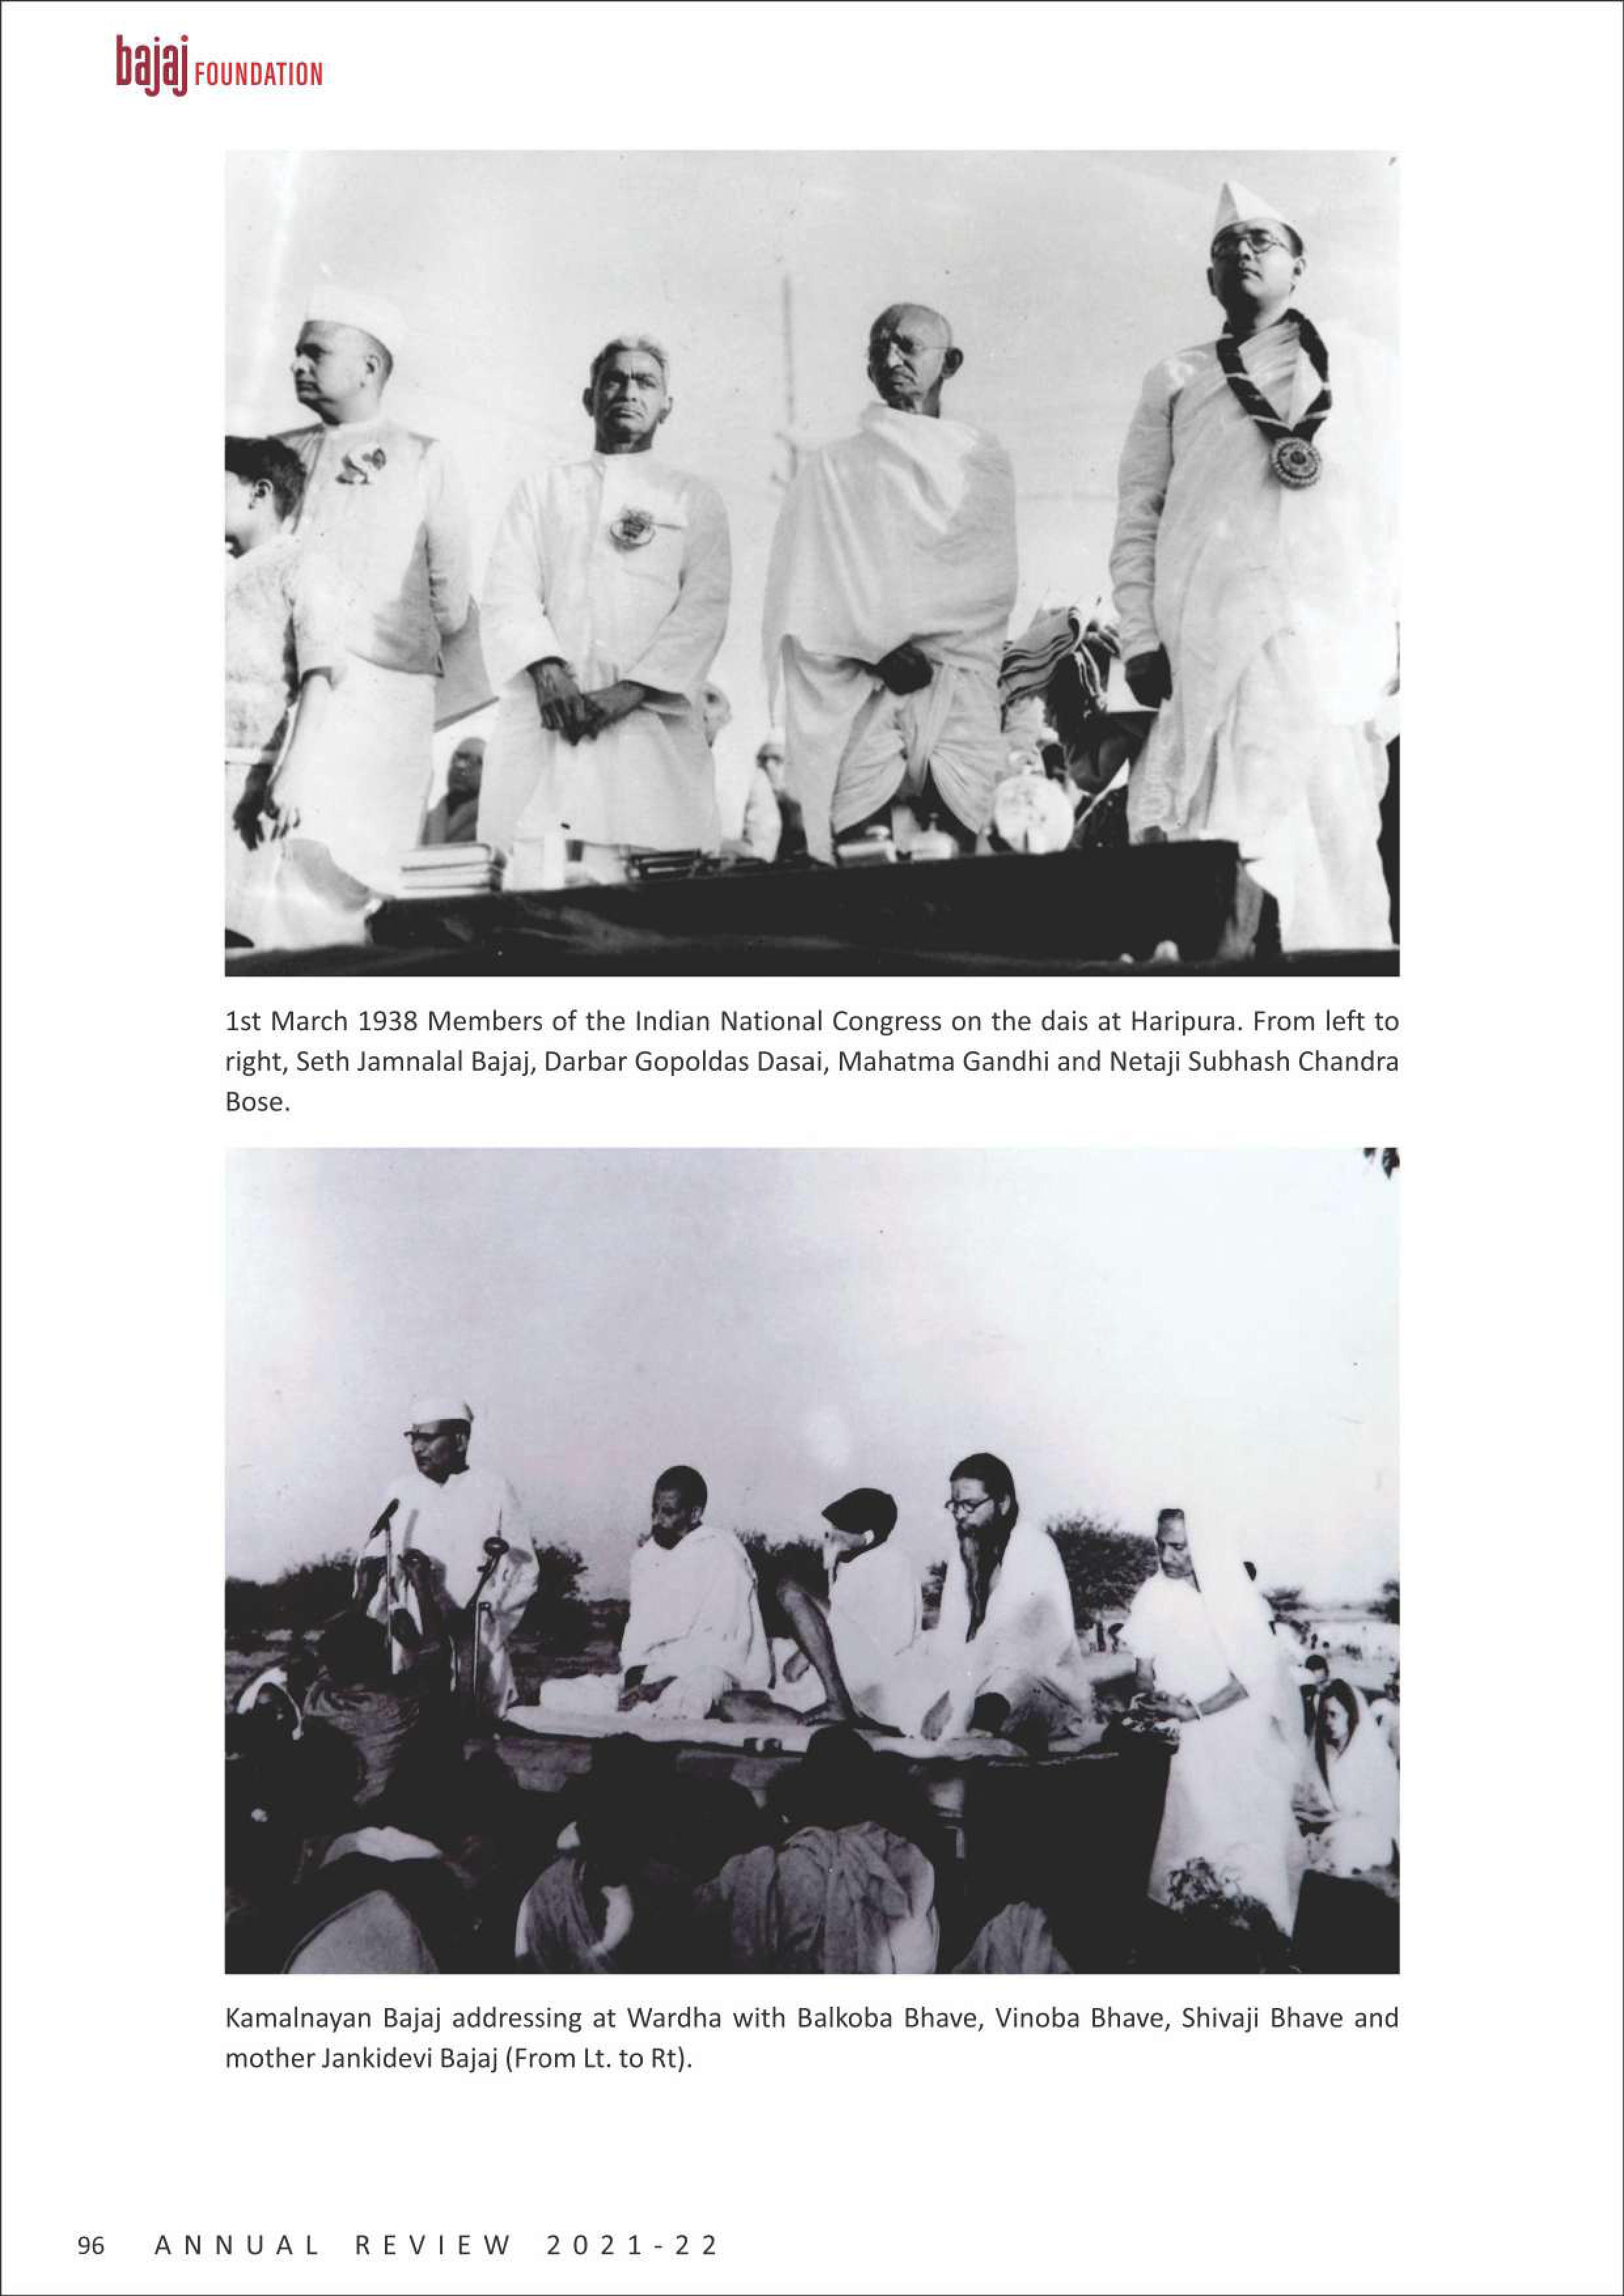 bajaj FOUNDATION
1st March 1938 Members of the Indian National Congress on the dais at Haripura. From left to
right, Seth Jamnalal Bajaj, Darbar Gopoldas Dasai, Mahatma Gandhi and Netaji Subhash Chandra
Bose.
Kamalnayan Bajaj addressing at Wardha with Balkoba Bhave, Vinoba Bhave, Shivaji Bhave and
mother Jankidevi Bajaj (From Lt. to Rt).
96 ANNUAL REVIEW 2021-22